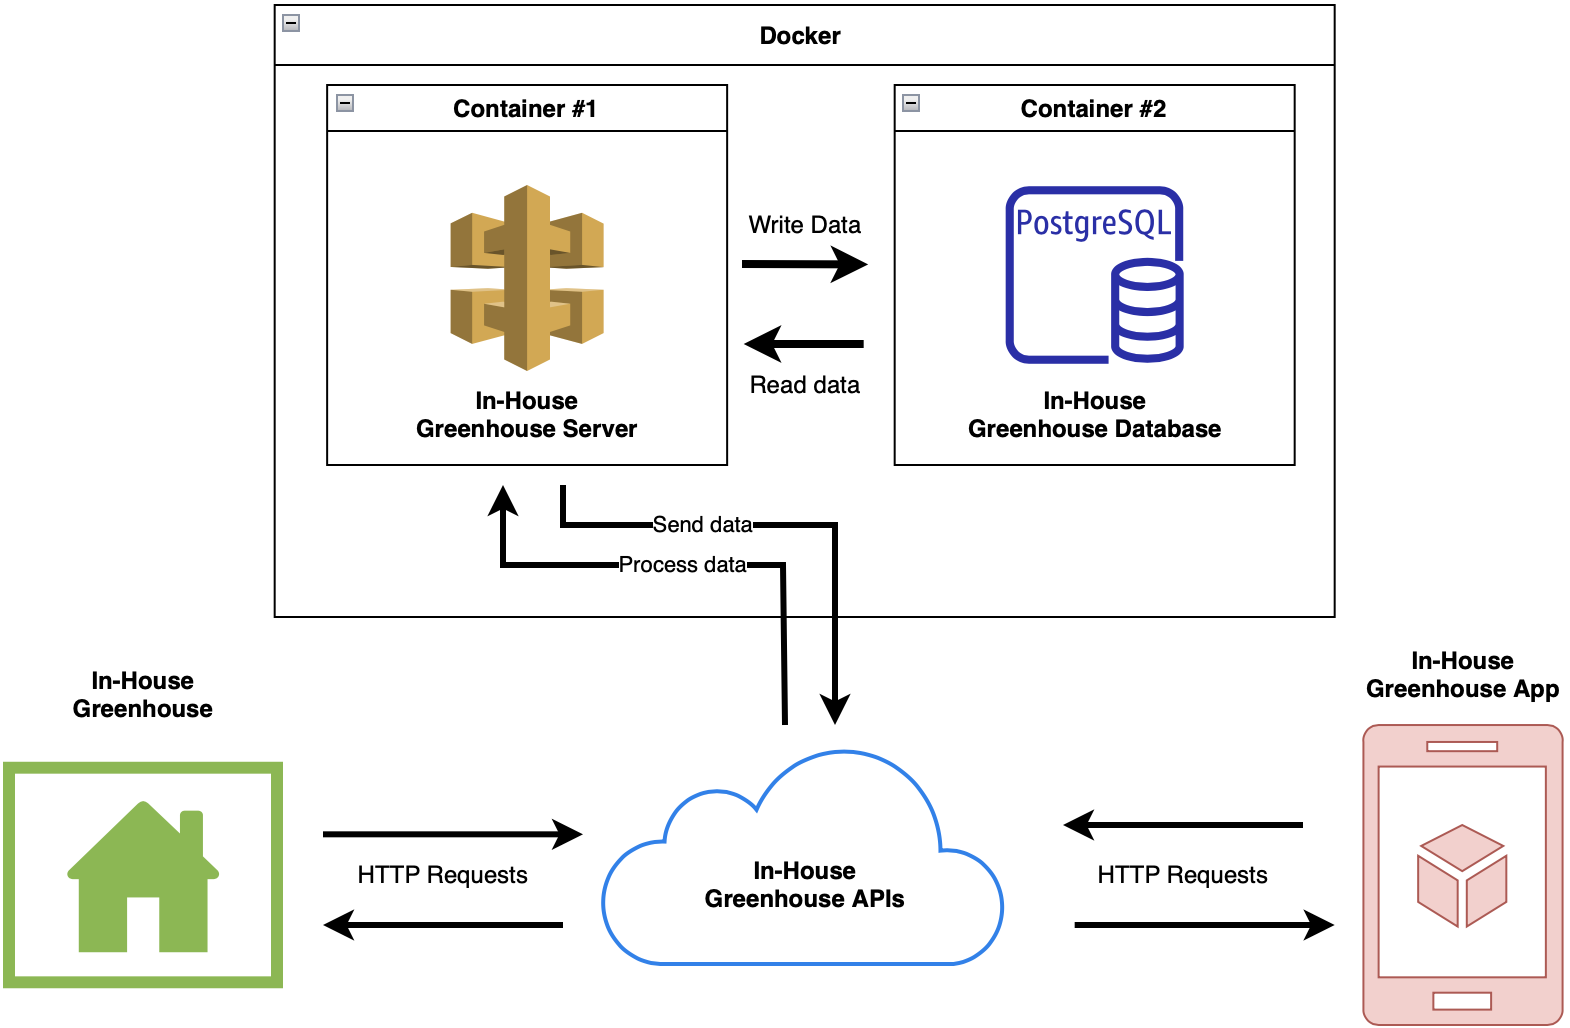 Docker
Container #1
Container #2
Write Data
PostgreSQL
Read data
In-House
Greenhouse Server
In-House
Greenhouse Database
Send data
Process data
In-House
Greenhouse
In-House
Greenhouse App
HTTP Requests
In-House
Greenhouse APIs
HTTP Requests